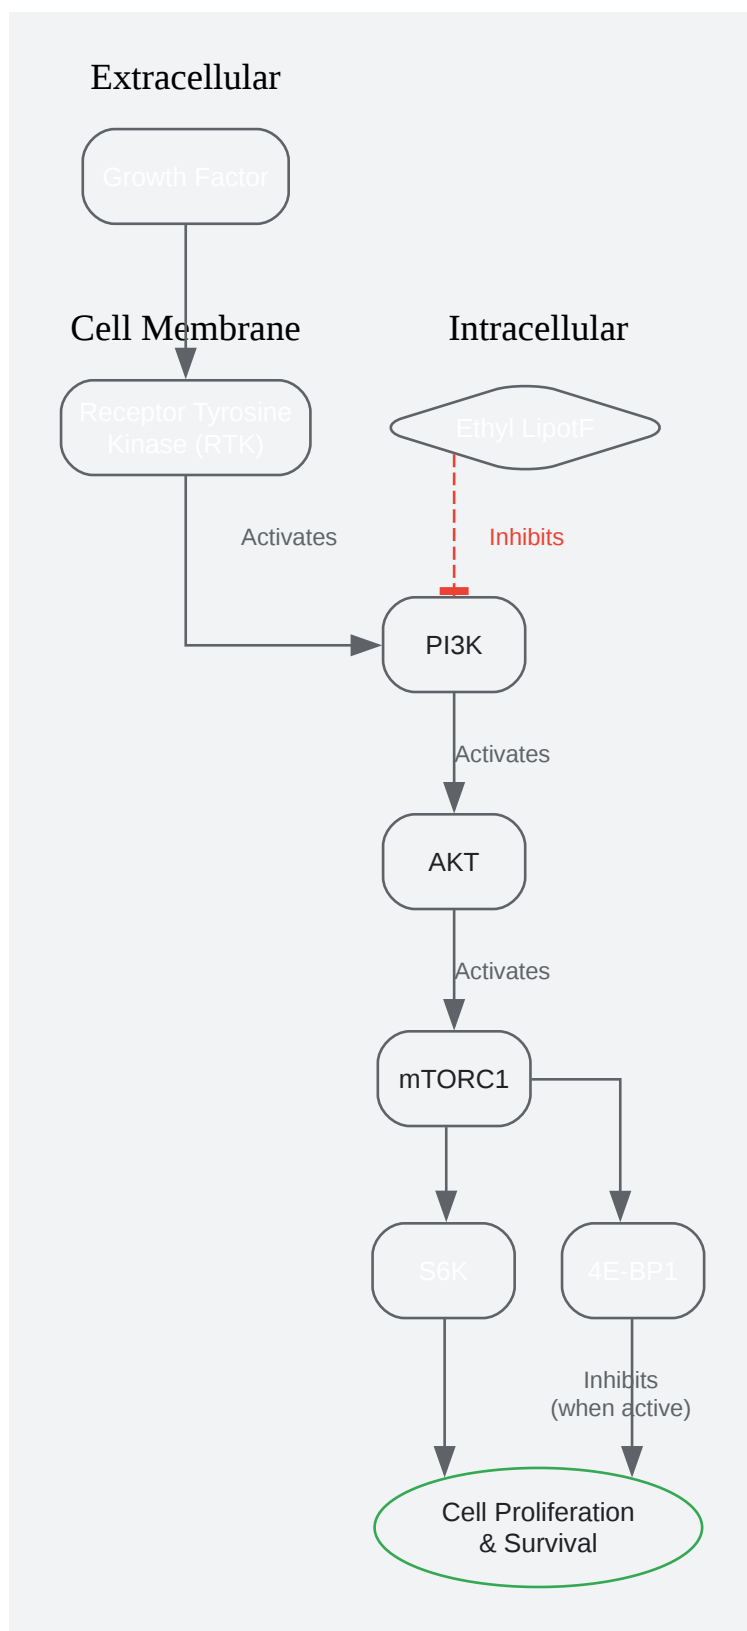 Extracellular
Growth Factor
Cell Membrane
Intracellular
Receptor Tyrosine
Kinase (RTK)
Ethyl LipotF
Activates
Inhibits
PI3K
Activates
AKT
Activates
mTORC1
S6K
4E-BP1
Inhibits
(when active)
Cell Proliferation
& Survival